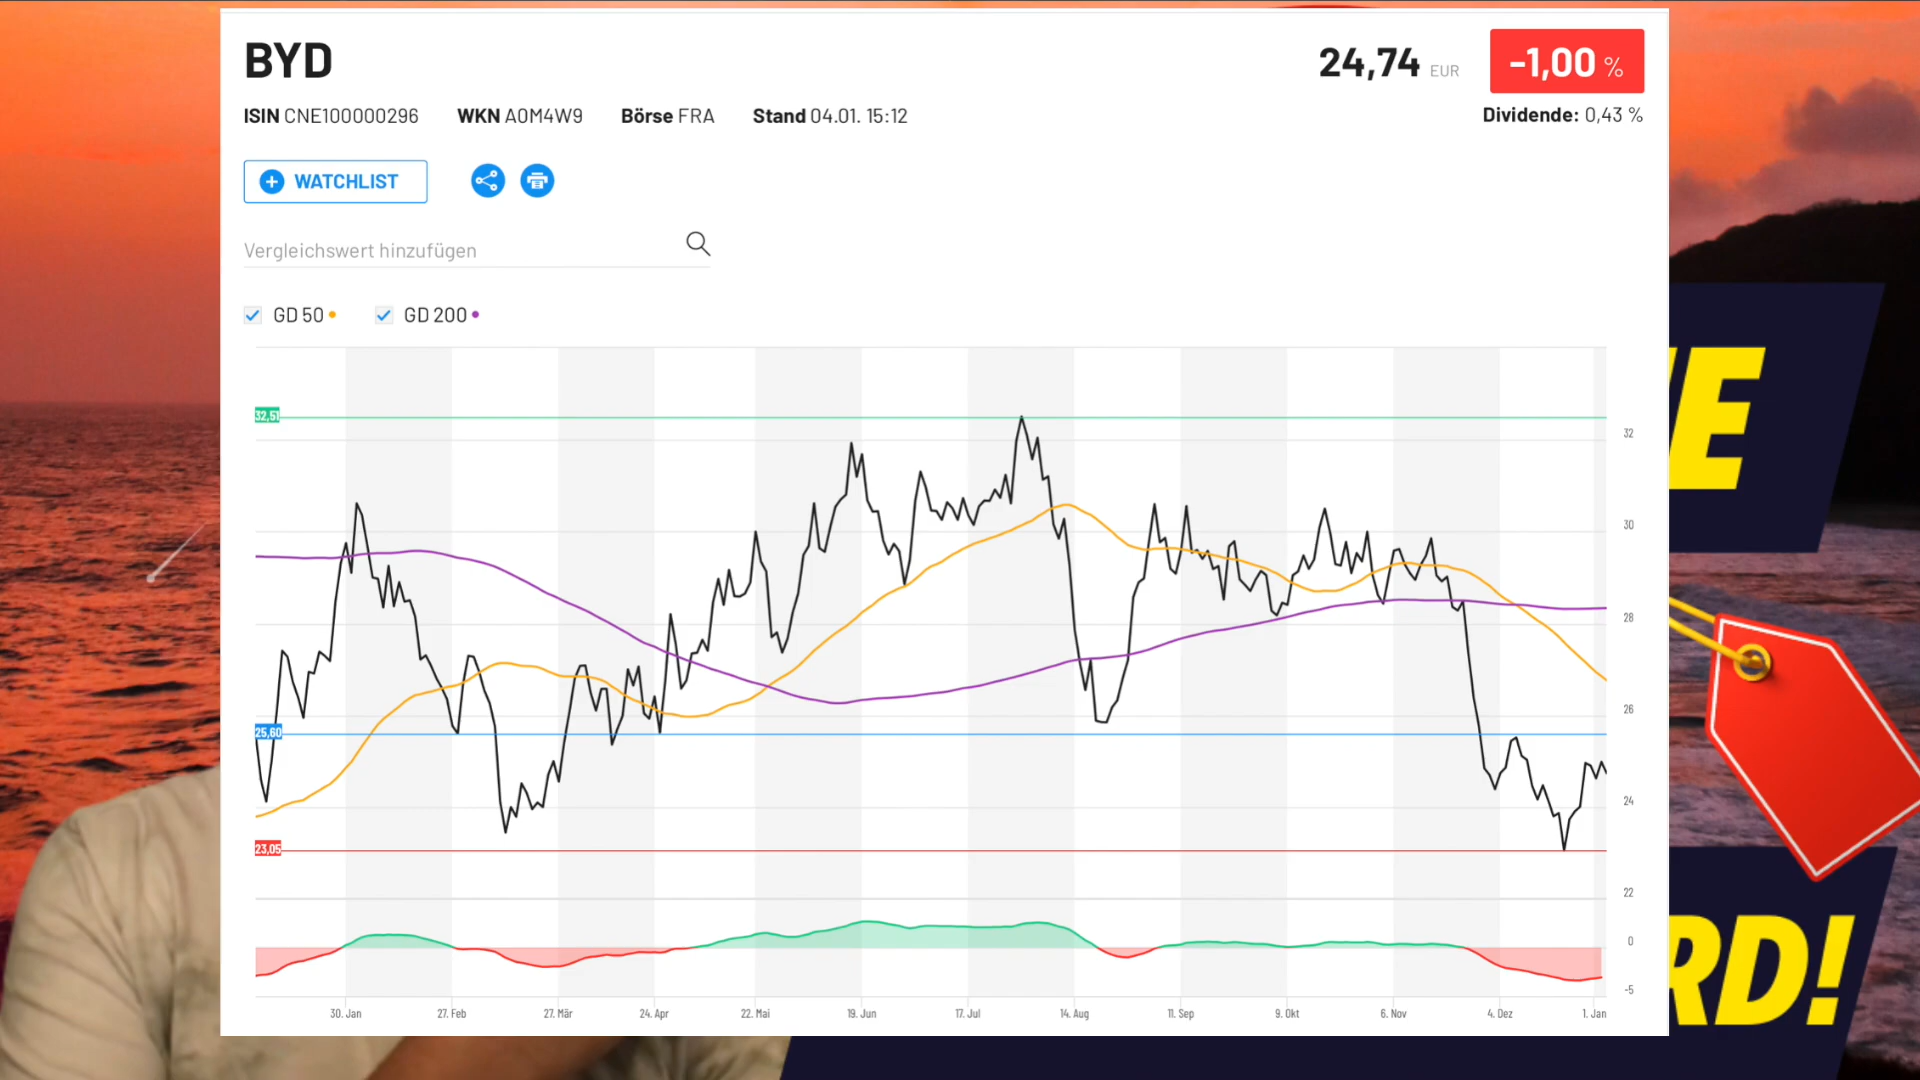 BYD
24,74 EUR
-1,00 %
ISIN CNE100000296 WKN A0M4W9 Börse FRA Stand 04.01. 15:12
Dividende: 0,43 %
WATCHLIST
Vergleichswert hinzufügen
GD 50 GD 200
32,51
32
30
28
26
25,60
24
23,05
22
0
-5
30. Jan 27. Feb 27. Mär 24. Apr 22. Mai 19. Jun 17. Jul 14. Aug 11. Sep 9. Okt 6. Nov 4. Dez 1. Jan
E
RD!